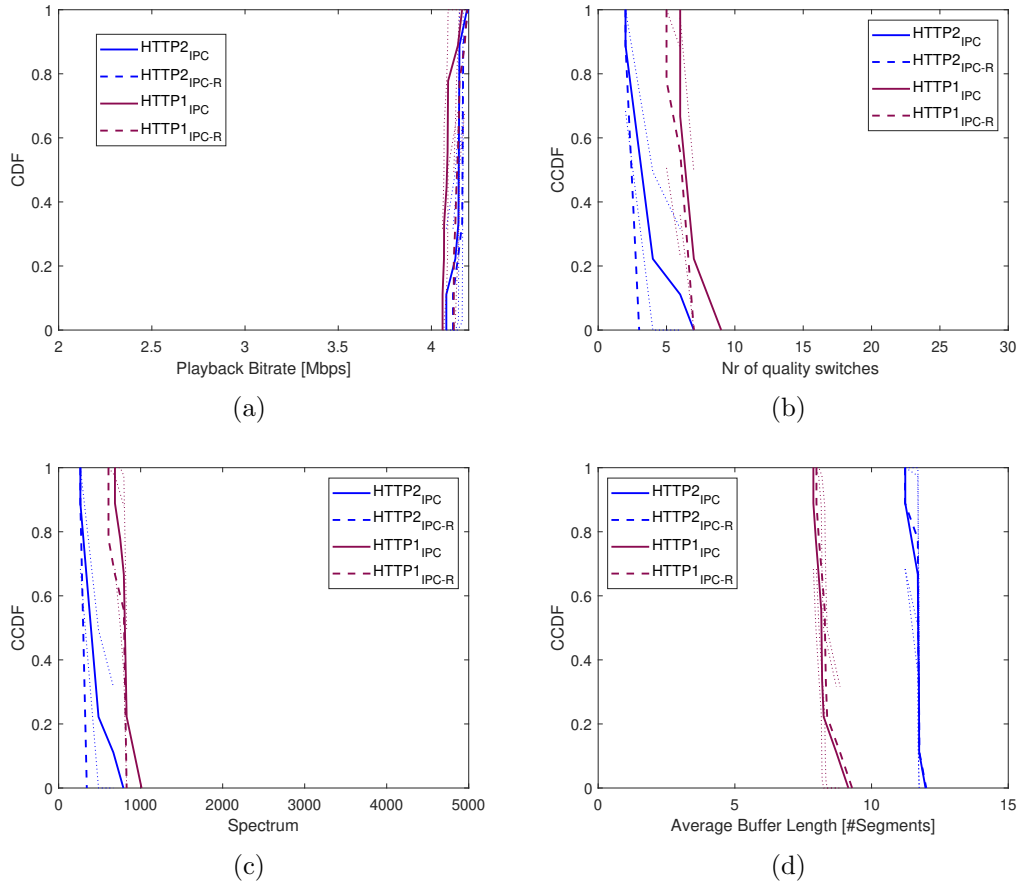 1
0.8
0.6
0.4
0.2
0
CDF
HTTP2IPC
HTTP2IPC-R
HTTP1IPC
HTTP1IPC-R
2 2.5 3 3.5 4
Playback Bitrate [Mbps]
(a)
1
0.8
0.6
0.4
0.2
0
CCDF
HTTP2IPC
HTTP2IPC-R
HTTP1IPC
HTTP1IPC-R
0 5 10 15 20 25 30
Nr of quality switches
(b)
1
0.8
0.6
0.4
0.2
0
CCDF
HTTP2IPC
HTTP2IPC-R
HTTP1IPC
HTTP1IPC-R
0 1000 2000 3000 4000 5000
Spectrum
(c)
1
0.8
0.6
0.4
0.2
0
CCDF
HTTP2IPC
HTTP2IPC-R
HTTP1IPC
HTTP1IPC-R
0 5 10 15
Average Buffer Length [#Segments]
(d)